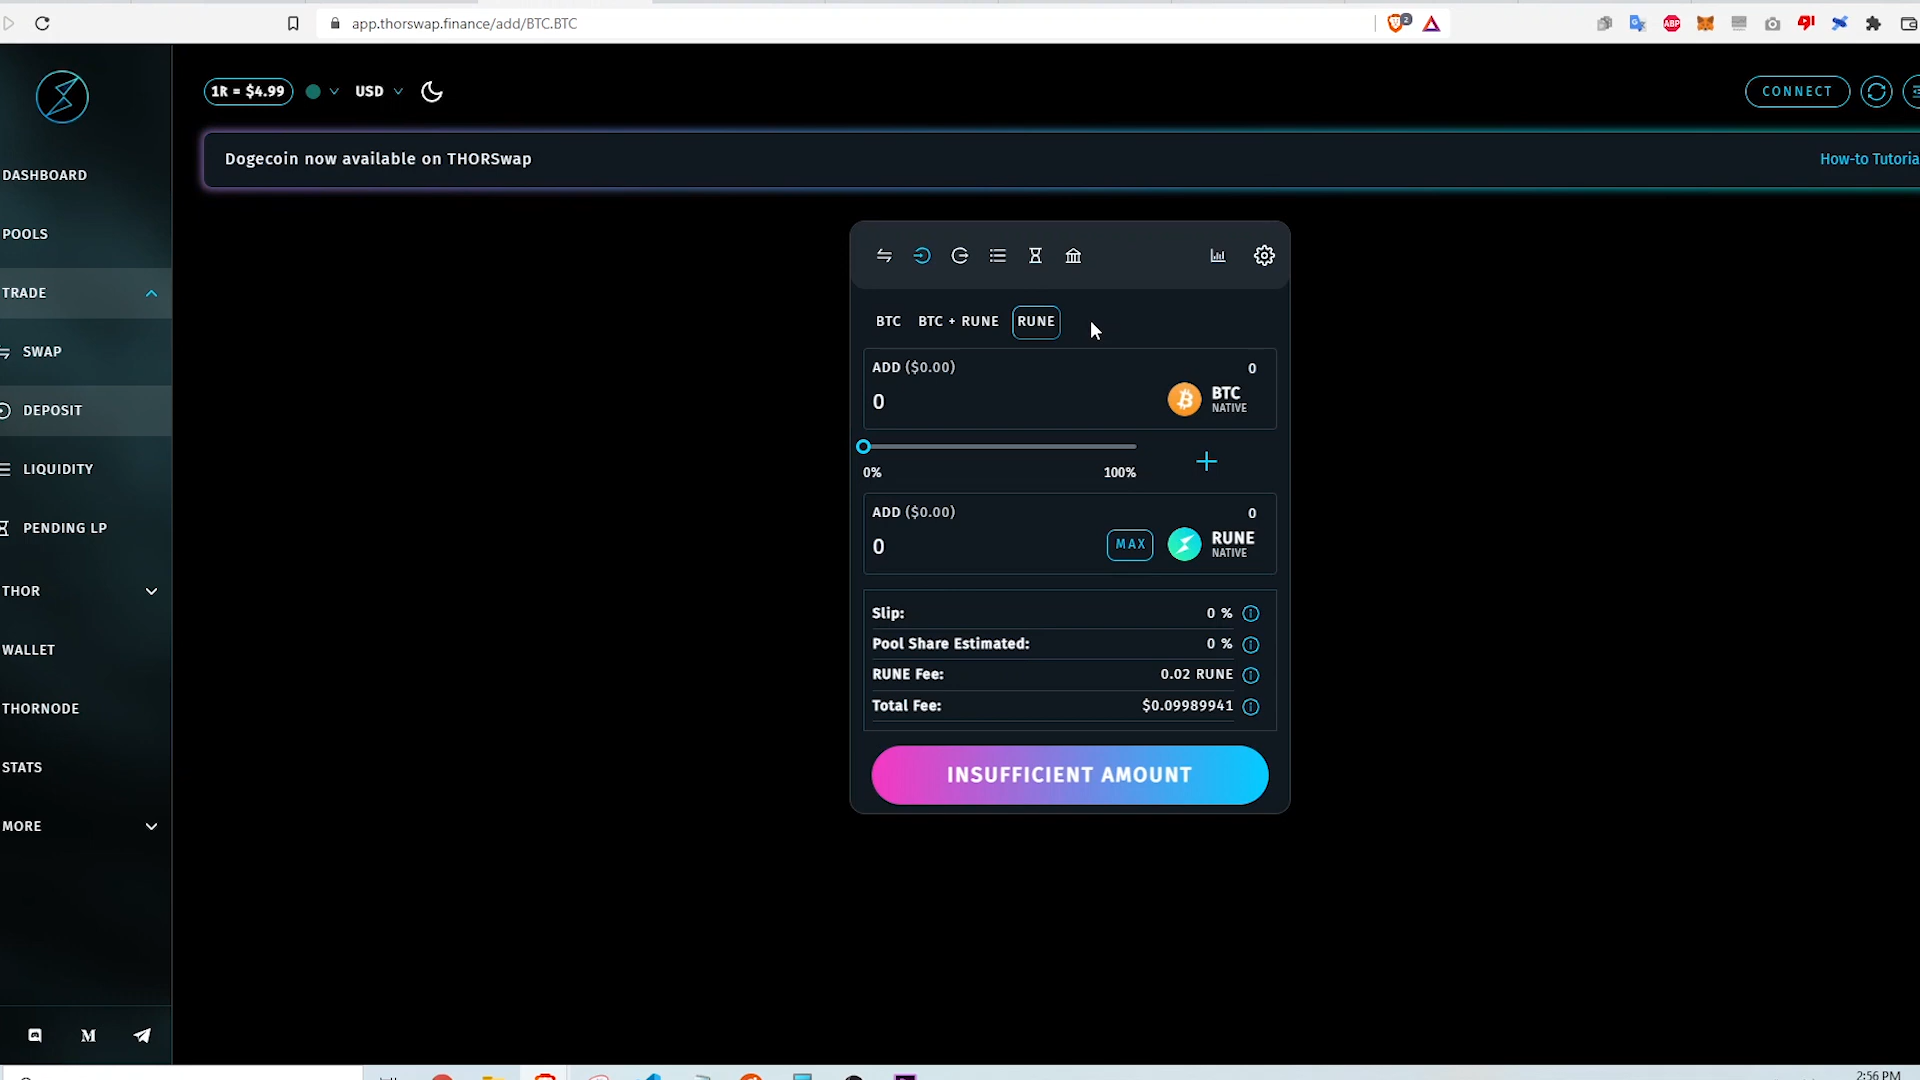 app.thorswap.finance/add/BTC.BTC
2
ABP
1R = $4.99
USD
CONNECT
Dogecoin now available on THORSwap
How-to Tutoria
DASHBOARD
POOLS
TRADE
SWAP
DEPOSIT
LIQUIDITY
PENDING LP
THOR
WALLET
THORNODE
STATS
MORE
BTC
BTC + RUNE
RUNE
ADD ($0.00)
0
0
BTC
NATIVE
0%
100%
ADD ($0.00)
0
0
MAX
RUNE
NATIVE
Slip:
0 %
Pool Share Estimated:
0 %
RUNE Fee:
0.02 RUNE
Total Fee:
$0.09989941
INSUFFICIENT AMOUNT
M
2:56 PM